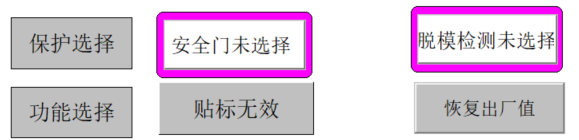 保护选择
安全门未选择
脱模检测未选择
功能选择
贴标无效
恢复出厂值